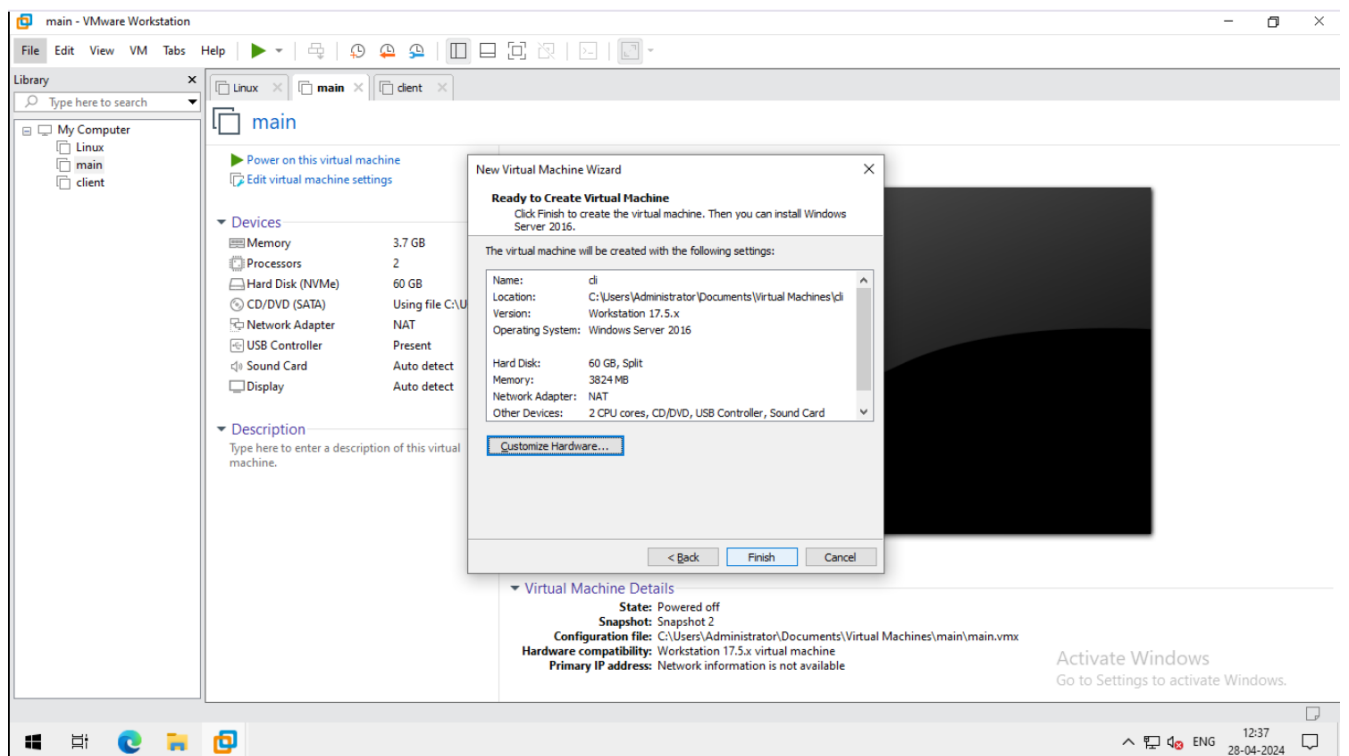 main - VMware Workstation
File Edit View VM Tabs Help
Library
Type here to search
My Computer
Linux
main
client
Linux
main
client
main
Power on this virtual machine
Edit virtual machine settings
Devices
Memory 3.7 GB
Processors 2
Hard Disk (NVMe) 60 GB
CD/DVD (SATA) Using file C:\U
Network Adapter NAT
USB Controller Present
Sound Card Auto detect
Display Auto detect
Description
Type here to enter a description of this virtual
machine.
New Virtual Machine Wizard
Ready to Create Virtual Machine
Click Finish to create the virtual machine. Then you can install Windows
Server 2016.
The virtual machine will be created with the following settings:
Name: cli
Location: C:\Users\Administrator\Documents\Virtual Machines\cli
Version: Workstation 17.5.x
Operating System: Windows Server 2016
Hard Disk: 60 GB, Split
Memory: 3824 MB
Network Adapter: NAT
Other Devices: 2 CPU cores, CD/DVD, USB Controller, Sound Card
Customize Hardware...
< Back Finish Cancel
Virtual Machine Details
State: Powered off
Snapshot: Snapshot 2
Configuration file: C:\Users\Administrator\Documents\Virtual Machines\main\main.vmx
Hardware compatibility: Workstation 17.5.x virtual machine
Primary IP address: Network information is not available
Activate Windows
Go to Settings to activate Windows.
ENG
12:37
28-04-2024